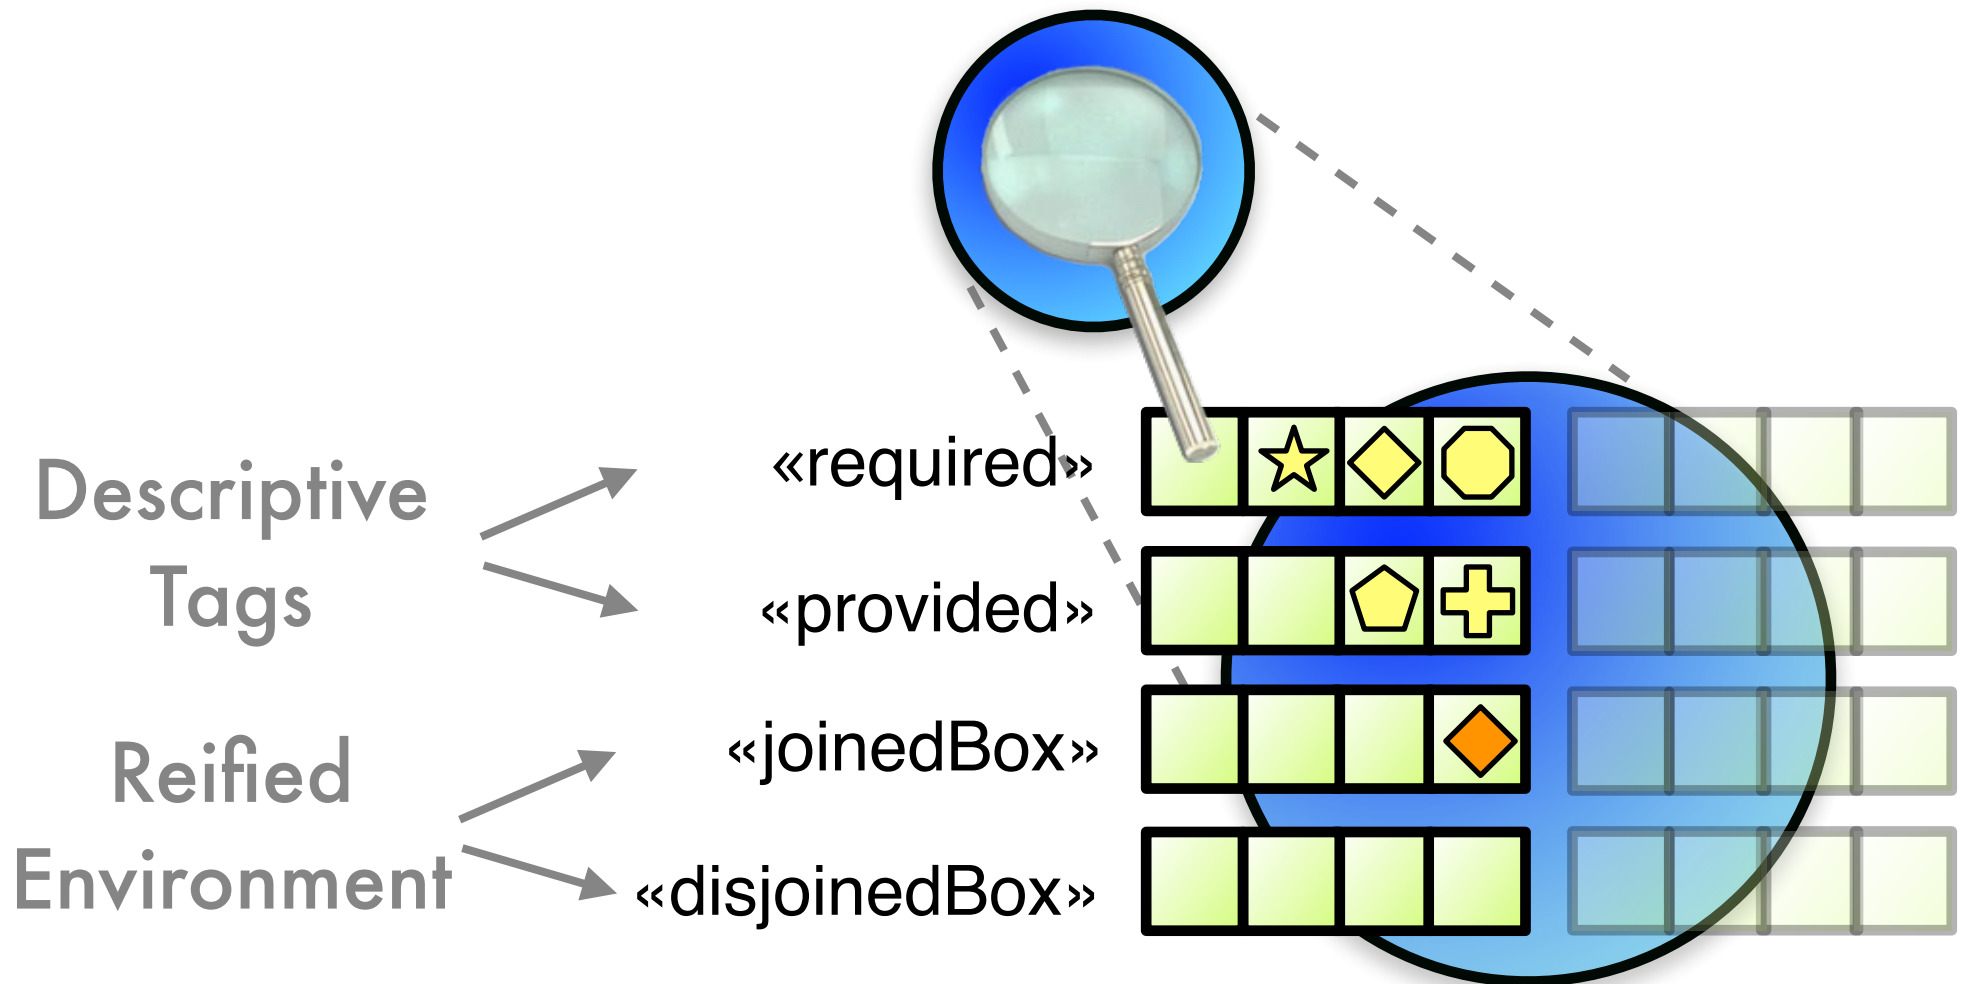 Descriptive
Tags
«required»
«provided»
Reified
Environment
«joinedBox»
«disjoinedBox»